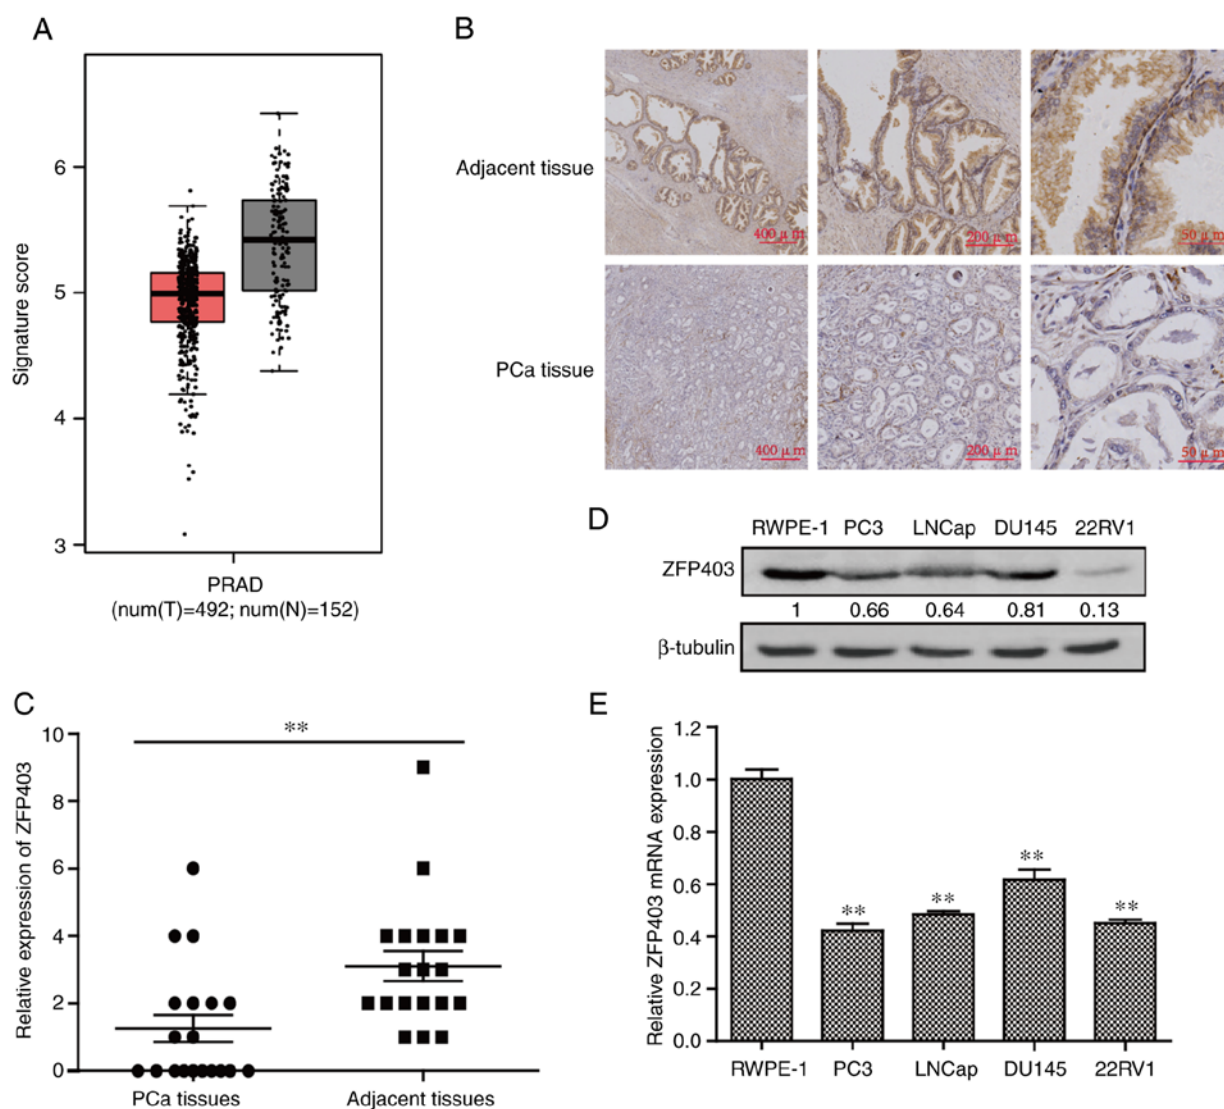 A
Signature score
6
5
4
3
PRAD
(num(T)=492; num(N)=152)
B
Adjacent tissue
400 μm
200 μm
50 μm
PCa tissue
400 μm
200 μm
50 μm
C
Relative expression of ZFP403
**
10
8
6
4
2
0
PCa tissues
Adjacent tissues
D
RWPE-1 PC3 LNCap DU145 22RV1
ZFP403
1 0.66 0.64 0.81 0.13
β-tubulin
E
Relative ZFP403 mRNA expression
1.2
1.0
0.8
0.6
0.4
0.2
0.0
** ** ** **
RWPE-1 PC3 LNCap DU145 22RV1